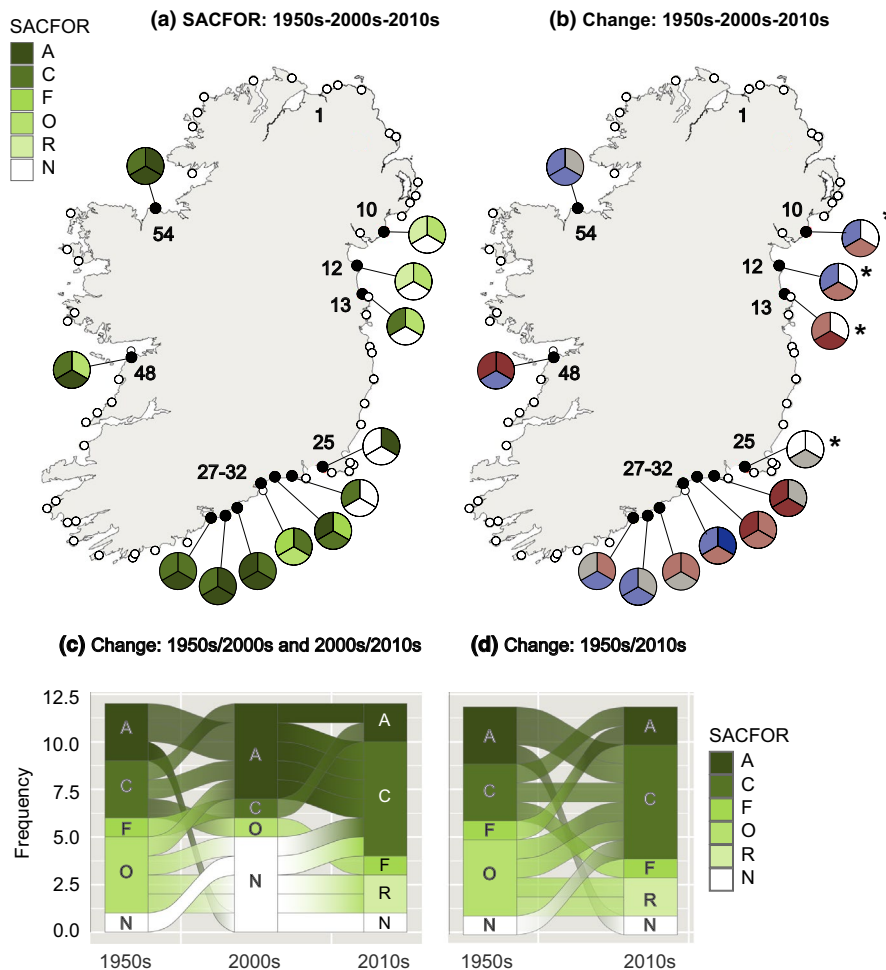 (a) SACFOR: 1950s-2000s-2010s
(b) Change: 1950s-2000s-2010s
SACFOR
A
C
F
O
R
N
1
10
12
13
25
27-32
48
54
1
10
*
12
*
13
*
25
*
27-32
48
54
(c) Change: 1950s/2000s and 2000s/2010s
(d) Change: 1950s/2010s
Frequency
12.5
10.0
7.5
5.0
2.5
0.0
A
C
F
O
N
A
C
O
N
A
C
F
R
N
1950s
2000s
2010s
A
C
F
O
N
A
C
F
R
N
1950s
2010s
SACFOR
A
C
F
O
R
N